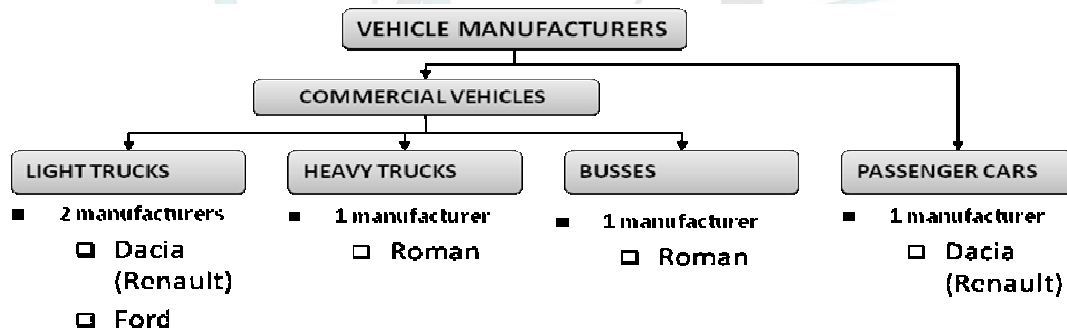 VEHICLE MANUFACTURERS
COMMERCIAL VEHICLES
LIGHT TRUCKS
2 manufacturers
Dacia
(Renault)
Ford
HEAVY TRUCKS
1 manufacturer
Roman
BUSSES
1 manufacturer
Roman
PASSENGER CARS
1 manufacturer
Dacia
(Renault)